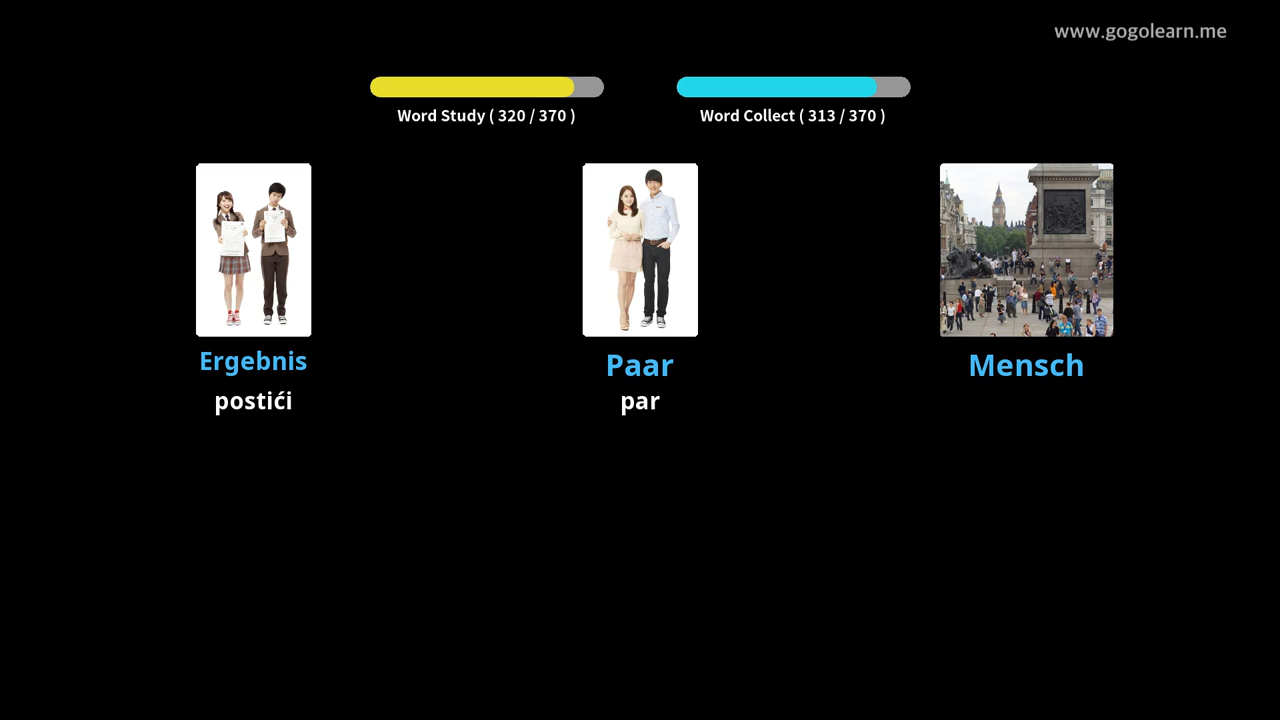 www.gogolearn.me
Word Study ( 320 / 370 )
Word Collect ( 313 / 370 )
Ergebnis
postići
Paar
par
Mensch